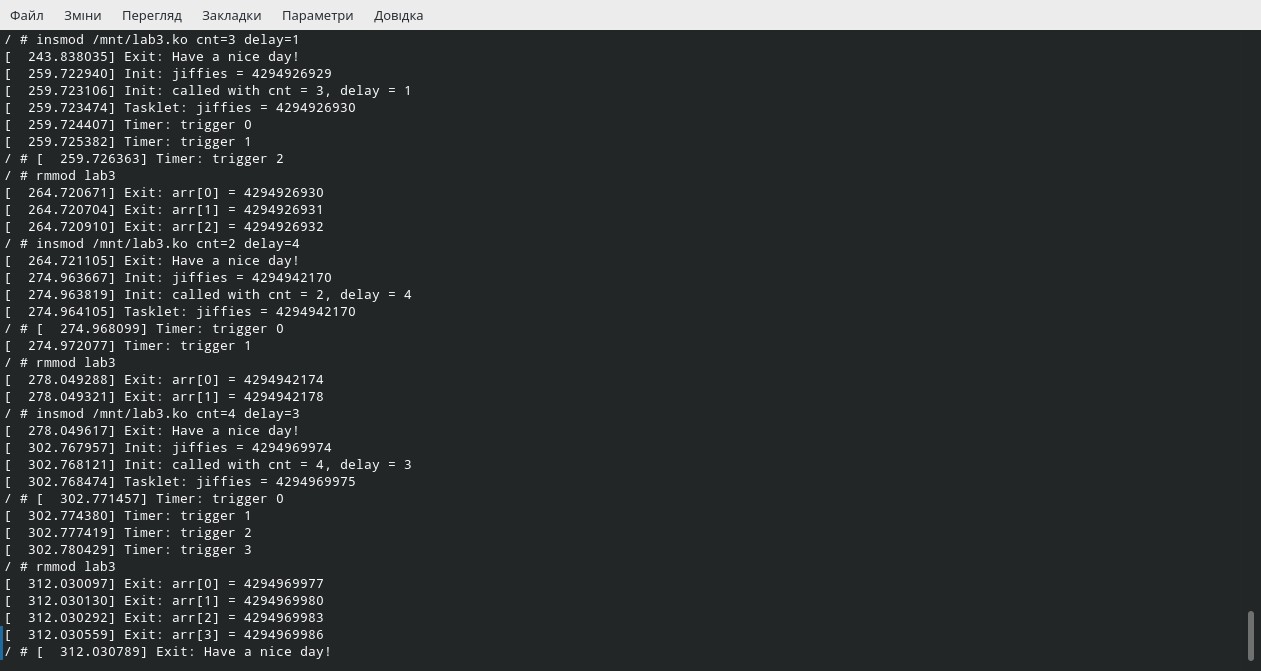 Файл Зміни Перегляд Закладки Параметри Довідка
/ # insmod /mnt/lab3.ko cnt=3 delay=1
[  243.838035] Exit: Have a nice day!
[  259.722940] Init: jiffies = 4294926929
[  259.723106] Init: called with cnt = 3, delay = 1
[  259.723474] Tasklet: jiffies = 4294926930
[  259.724407] Timer: trigger 0
[  259.725382] Timer: trigger 1
/ # [  259.726363] Timer: trigger 2
/ # rmmod lab3
[  264.720671] Exit: arr[0] = 4294926930
[  264.720704] Exit: arr[1] = 4294926931
[  264.720910] Exit: arr[2] = 4294926932
/ # insmod /mnt/lab3.ko cnt=2 delay=4
[  264.721105] Exit: Have a nice day!
[  274.963667] Init: jiffies = 4294942170
[  274.963819] Init: called with cnt = 2, delay = 4
[  274.964105] Tasklet: jiffies = 4294942170
/ # [  274.968099] Timer: trigger 0
[  274.972077] Timer: trigger 1
/ # rmmod lab3
[  278.049288] Exit: arr[0] = 4294942174
[  278.049321] Exit: arr[1] = 4294942178
/ # insmod /mnt/lab3.ko cnt=4 delay=3
[  278.049617] Exit: Have a nice day!
[  302.767957] Init: jiffies = 4294969974
[  302.768121] Init: called with cnt = 4, delay = 3
[  302.768474] Tasklet: jiffies = 4294969975
/ # [  302.771457] Timer: trigger 0
[  302.774380] Timer: trigger 1
[  302.777419] Timer: trigger 2
[  302.780429] Timer: trigger 3
/ # rmmod lab3
[  312.030097] Exit: arr[0] = 4294969977
[  312.030130] Exit: arr[1] = 4294969980
[  312.030292] Exit: arr[2] = 4294969983
[  312.030559] Exit: arr[3] = 4294969986
/ # [  312.030789] Exit: Have a nice day!